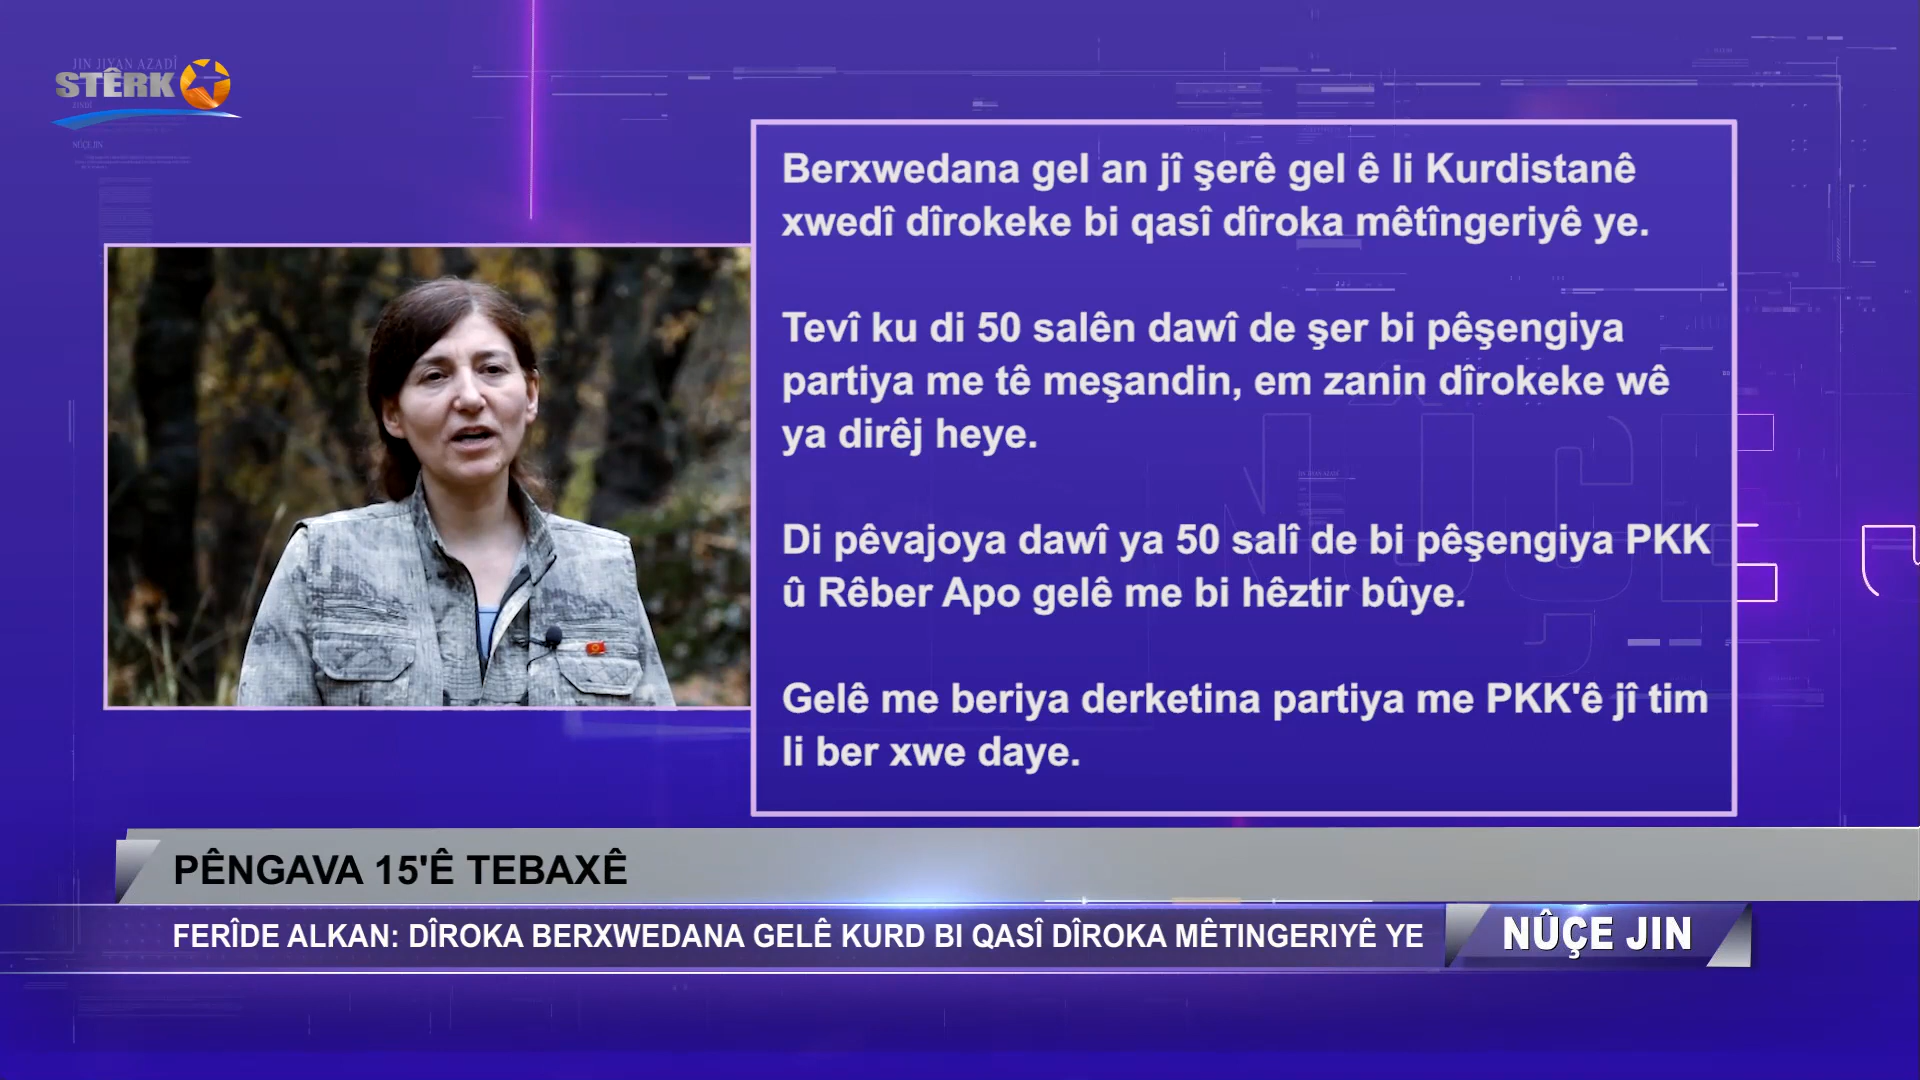 JIN JIYAN AZADÎ
STÊRK
NÛÇE JIN
Berxwedana gel an jî şerê gel ê li Kurdistanê
xwedî dîrokeke bi qasî dîroka mêtîngeriyê ye.
Tevî ku di 50 salên dawî de şer bi pêşengiya
partiya me tê meşandin, em zanin dîrokeke wê
ya dirêj heye.
Di pêvajoya dawî ya 50 salî de bi pêşengiya PKK
û Rêber Apo gelê me bi hêztir bûye.
Gelê me beriya derketina partiya me PKK'ê jî tim
li ber xwe daye.
PÊNGAVA 15'Ê TEBAXÊ
FERÎDE ALKAN: DÎROKA BERXWEDANA GELÊ KURD BI QASÎ DÎROKA MÊTINGERIYÊ YE
NÛÇE JIN